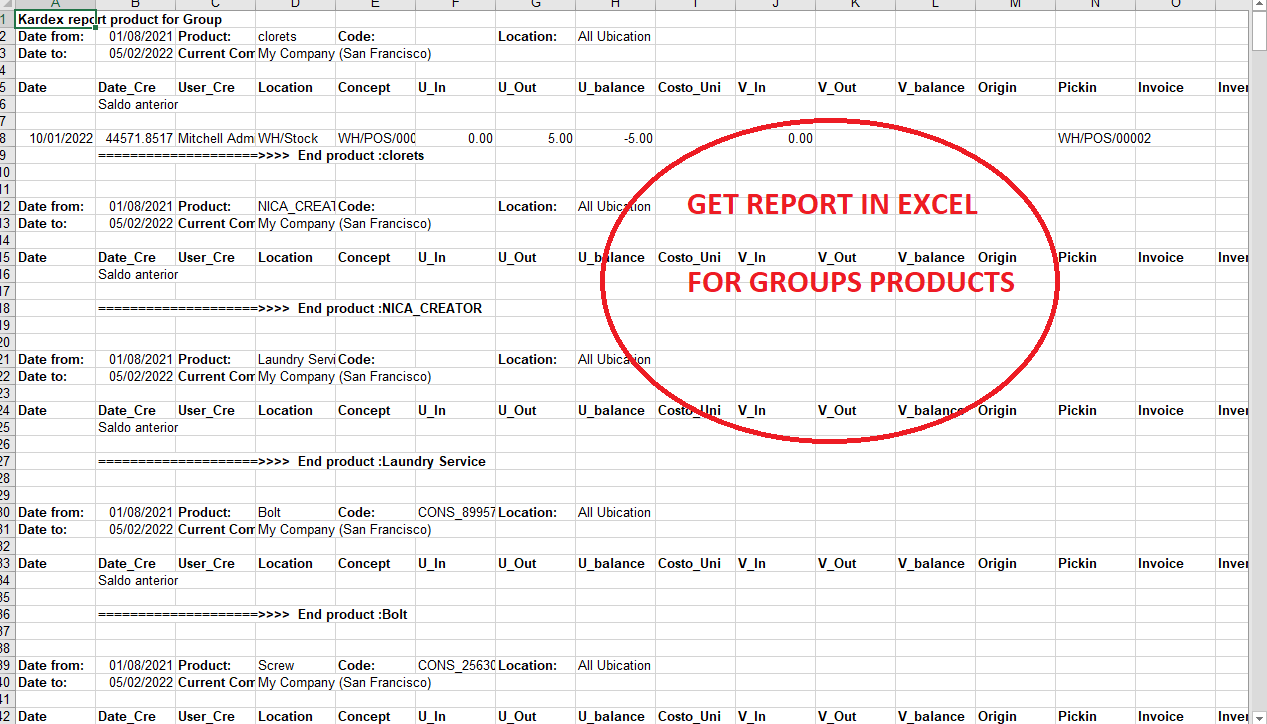 A B C D E F G H I J K L M N O
1 Kardex report product for Group
2 Date from: 01/08/2021 Product: clorets Code: Location: All Ubication
3 Date to: 05/02/2022 Current Com My Company (San Francisco)
4
5 Date Date_Cre User_Cre Location Concept U_In U_Out U_balance Costo_Uni V_In V_Out V_balance Origin Pickin Invoice Inver
6 Saldo anterior
7
8 10/01/2022 44571.8517 Mitchell Adm WH/Stock WH/POS/000 0.00 5.00 -5.00 0.00 WH/POS/00002
9 ====================>>>> End product :clorets
10
11
12 Date from: 01/08/2021 Product: NICA_CREAT Code: Location: All Ubication
GET REPORT IN EXCEL
13 Date to: 05/02/2022 Current Com My Company (San Francisco)
14
15 Date Date_Cre User_Cre Location Concept U_In U_Out U_balance Costo_Uni V_In V_Out V_balance Origin Pickin Invoice Inver
16 Saldo anterior
FOR GROUPS PRODUCTS
17
18 ====================>>>> End product :NICA_CREATOR
19
20
21 Date from: 01/08/2021 Product: Laundry Servi Code: Location: All Ubication
22 Date to: 05/02/2022 Current Com My Company (San Francisco)
23
24 Date Date_Cre User_Cre Location Concept U_In U_Out U_balance Costo_Uni V_In V_Out V_balance Origin Pickin Invoice Inver
25 Saldo anterior
26
27 ====================>>>> End product :Laundry Service
28
29
30 Date from: 01/08/2021 Product: Bolt Code: CONS_89957 Location: All Ubication
31 Date to: 05/02/2022 Current Com My Company (San Francisco)
32
33 Date Date_Cre User_Cre Location Concept U_In U_Out U_balance Costo_Uni V_In V_Out V_balance Origin Pickin Invoice Inver
34 Saldo anterior
35
36 ====================>>>> End product :Bolt
37
38
39 Date from: 01/08/2021 Product: Screw Code: CONS_25630 Location: All Ubication
40 Date to: 05/02/2022 Current Com My Company (San Francisco)
41
42 Date Date_Cre User_Cre Location Concept U_In U_Out U_balance Costo_Uni V_In V_Out V_balance Origin Pickin Invoice Inver